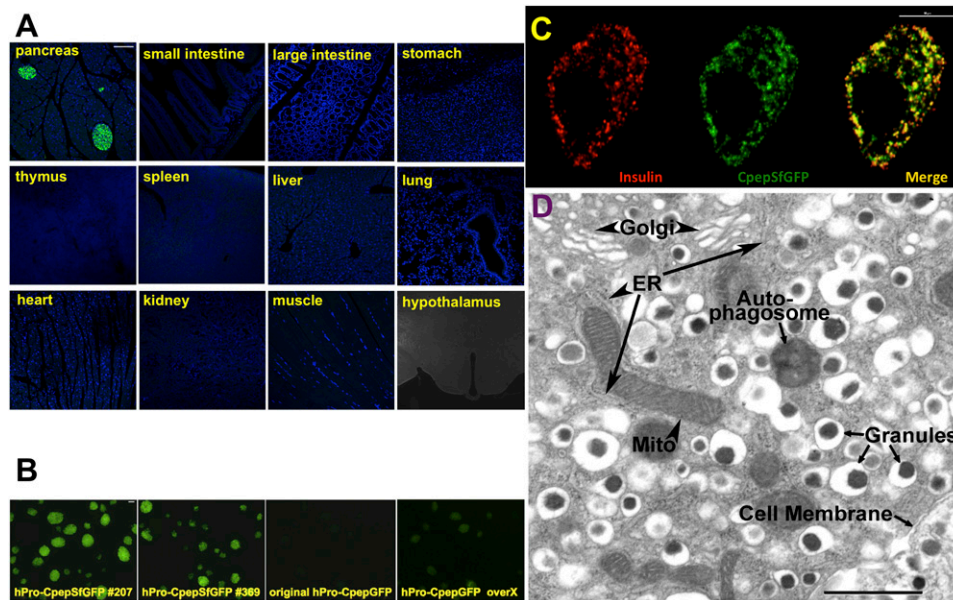 A
pancreas
small intestine
large intestine
stomach
thymus
spleen
liver
lung
heart
kidney
muscle
hypothalamus
B
hPro-CpepSfGFP #207
hPro-CpepSfGFP #369
original hPro-CpepGFP
hPro-CpepGFP overX
C
Insulin
CpepSfGFP
Merge
D
Golgi
ER
Auto-
phagosome
Mito
Granules
Cell Membrane